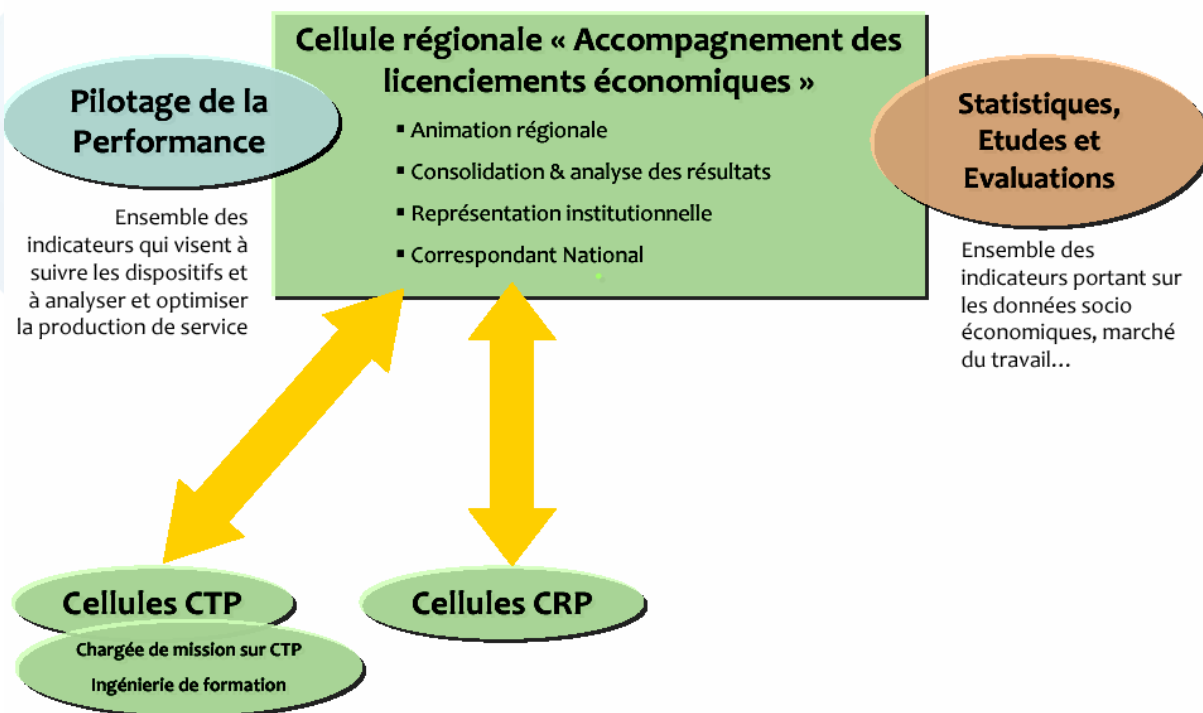 Cellule régionale « Accompagnement des
licenciements économiques »
▪ Animation régionale
▪ Consolidation & analyse des résultats
▪ Représentation institutionnelle
▪ Correspondant National
Pilotage de la
Performance
Ensemble des
indicateurs qui visent à
suivre les dispositifs et
à analyser et optimiser
la production de service
Statistiques,
Etudes et
Evaluations
Ensemble des
indicateurs portant sur
les données socio
économiques, marché
du travail…
Cellules CTP
Chargée de mission sur CTP
Ingénierie de formation
Cellules CRP